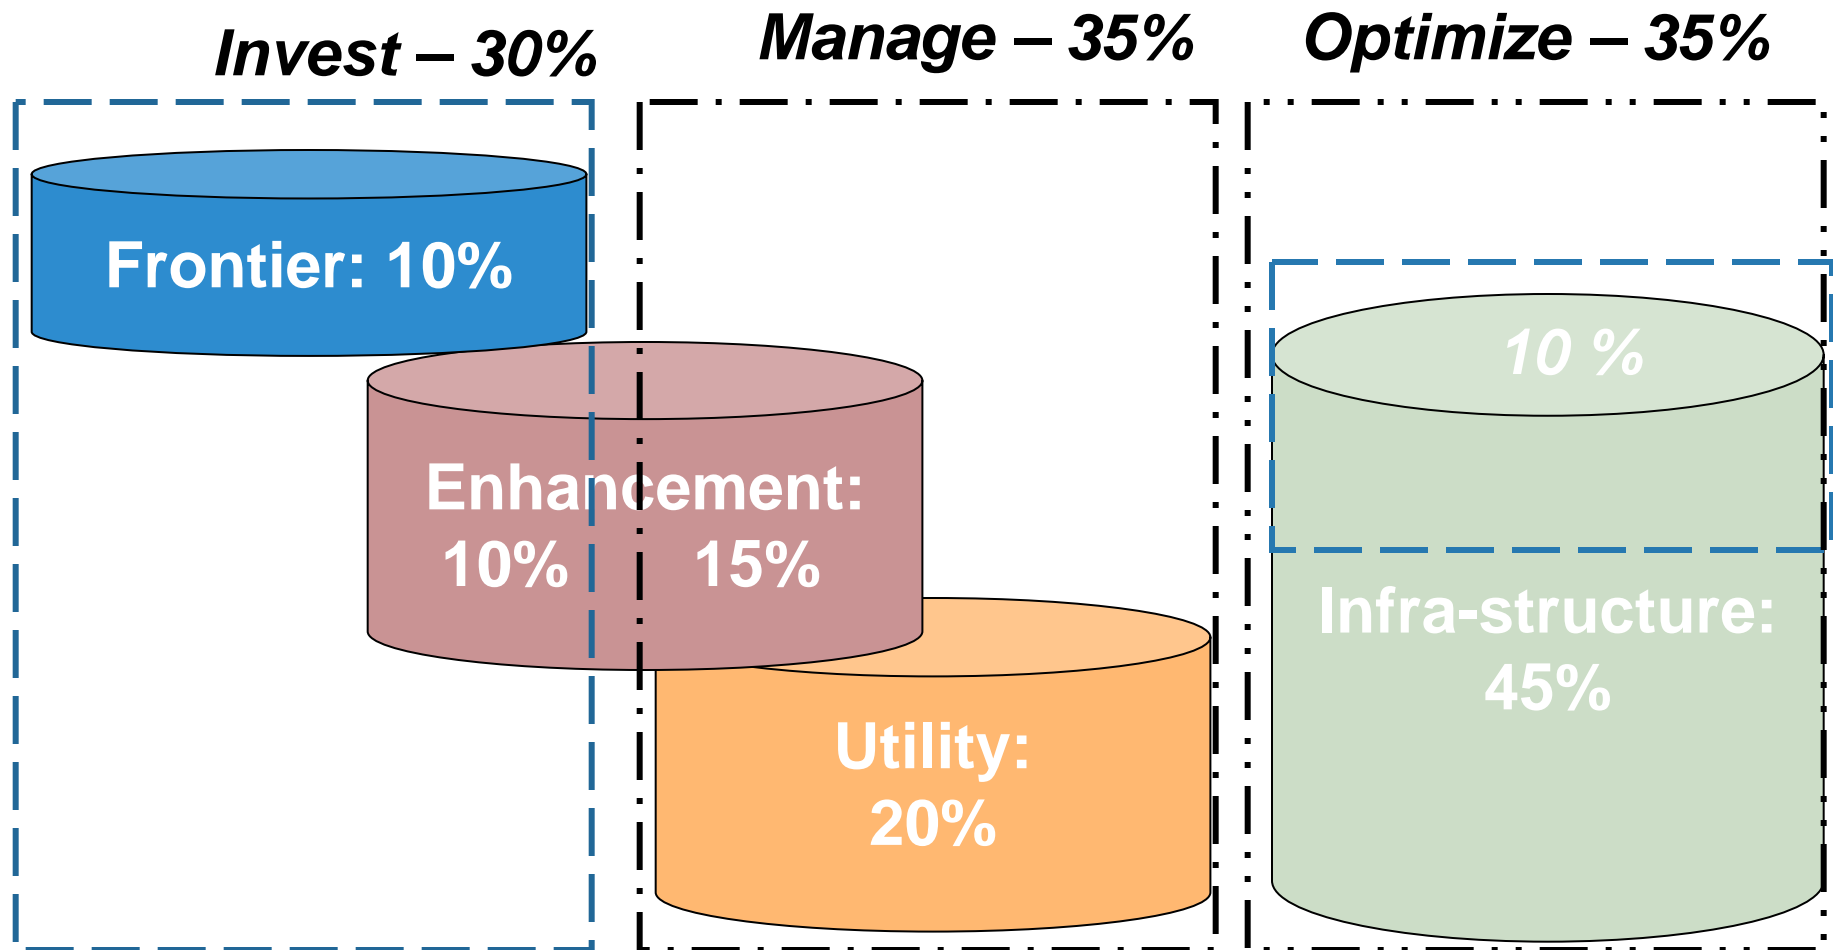 Invest – 30%
Manage – 35%
Optimize – 35%
Frontier: 10%
Enhancement:
10% 15%
Utility:
20%
10 %
Infra-structure:
45%